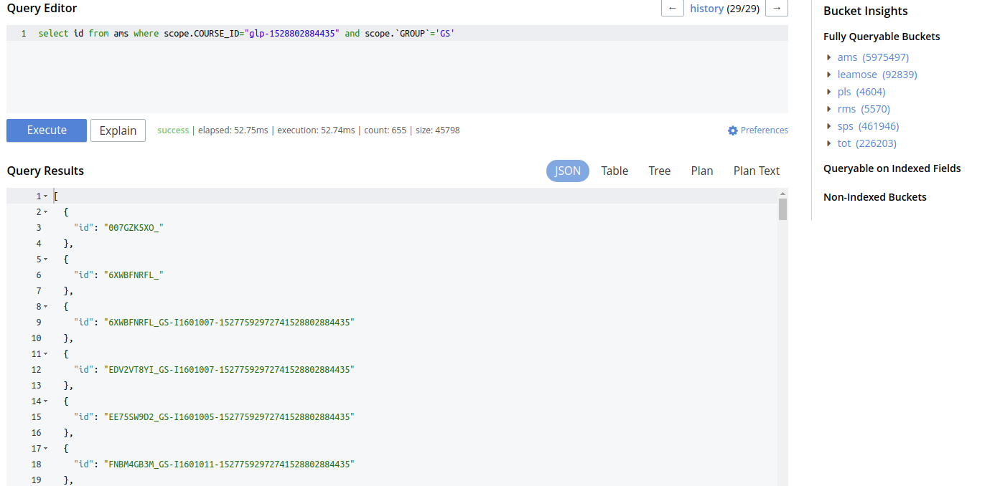 Query Editor
← history (29/29) →
1 select id from ams where scope.COURSE_ID="glp-1528802884435" and scope.`GROUP`='GS'
Execute Explain success | elapsed: 52.75ms | execution: 52.74ms | count: 655 | size: 45798 Preferences
Query Results JSON Table Tree Plan Plan Text
1 [
2 {
3 "id": "007GZK5XO_"
4 },
5 {
6 "id": "6XWBFNRFL_"
7 },
8 {
9 "id": "6XWBFNRFL_GS-I1601007-15277592972741528802884435"
10 },
11 {
12 "id": "EDV2VT8YI_GS-I1601007-15277592972741528802884435"
13 },
14 {
15 "id": "EE75SW9D2_GS-I1601005-15277592972741528802884435"
16 },
17 {
18 "id": "FNBM4GB3M_GS-I1601011-15277592972741528802884435"
19 },
Bucket Insights
Fully Queryable Buckets
ams (5975497)
leamose (92839)
pls (4604)
rms (5570)
sps (461946)
tot (226203)
Queryable on Indexed Fields
Non-Indexed Buckets